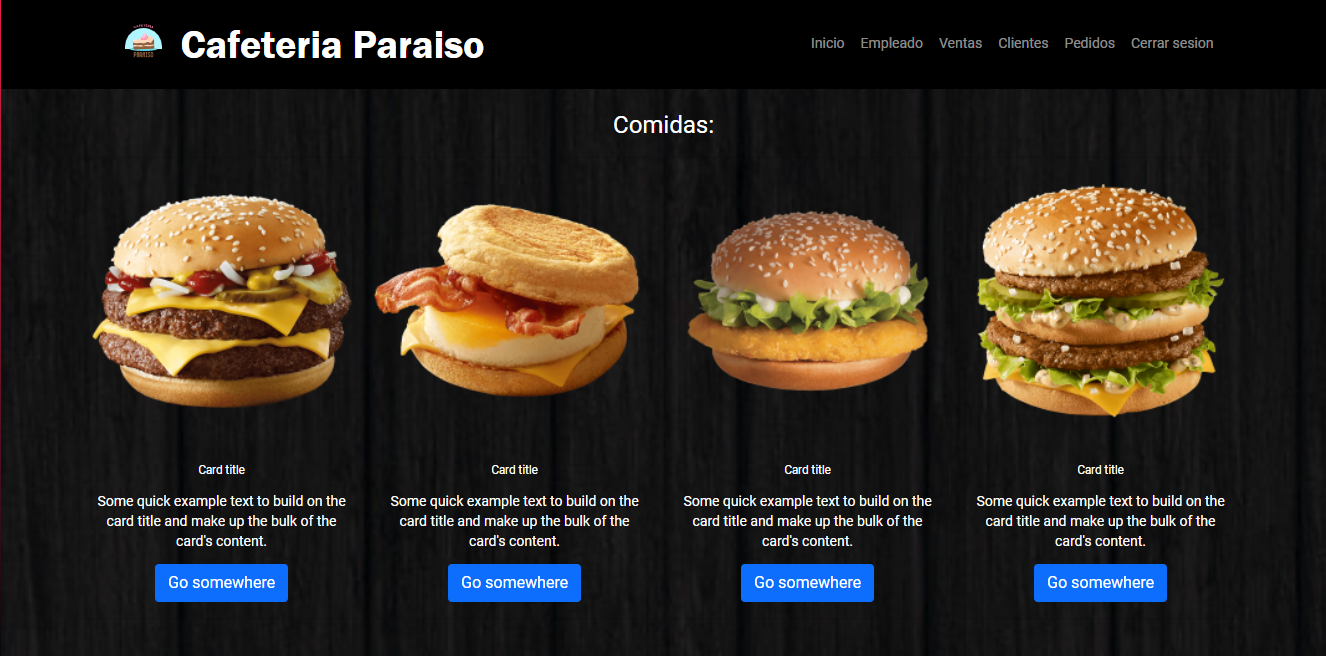 Cafeteria Paraiso
Inicio Empleado Ventas Clientes Pedidos Cerrar sesion
PARAISO
Comidas:
Card title
Some quick example text to build on the
card title and make up the bulk of the
card's content.
Go somewhere
Card title
Some quick example text to build on the
card title and make up the bulk of the
card's content.
Go somewhere
Card title
Some quick example text to build on the
card title and make up the bulk of the
card's content.
Go somewhere
Card title
Some quick example text to build on the
card title and make up the bulk of the
card's content.
Go somewhere